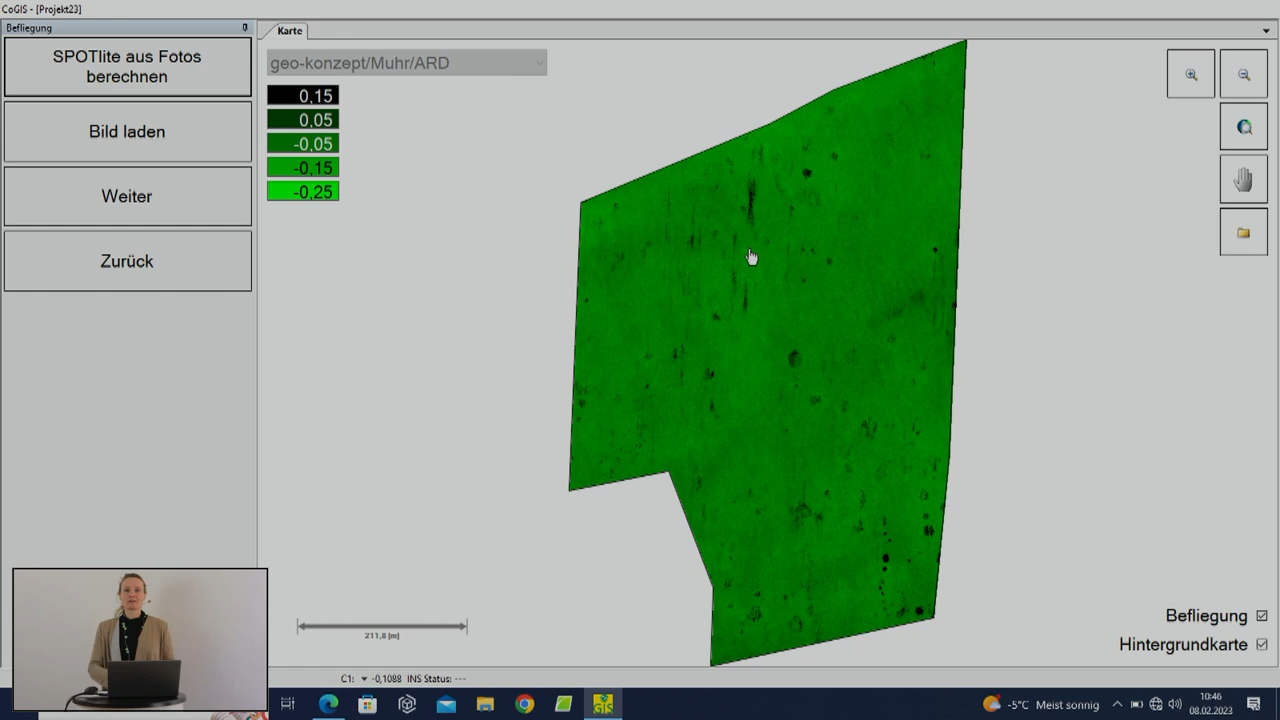 CoGIS - [Projekt23]
Befliegung
Karte
SPOTlite aus Fotos
berechnen
Bild laden
Weiter
Zurück
geo-konzept/Muhr/ARD
0,15
0,05
-0,05
-0,15
-0,25
211,8 [m]
Befliegung
Hintergrundkarte
C1: -0,1088 INS Status: ---
GIS
-5°C Meist sonnig
10:46
08.02.2023